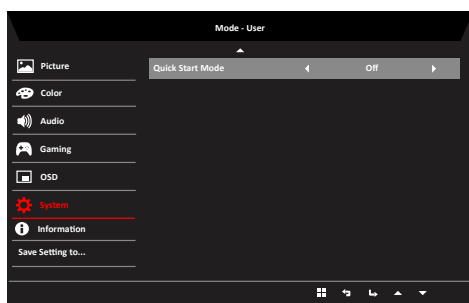 Mode - User
Picture
Quick Start Mode Off
Color
Audio
Gaming
OSD
System
Information
Save Setting to...